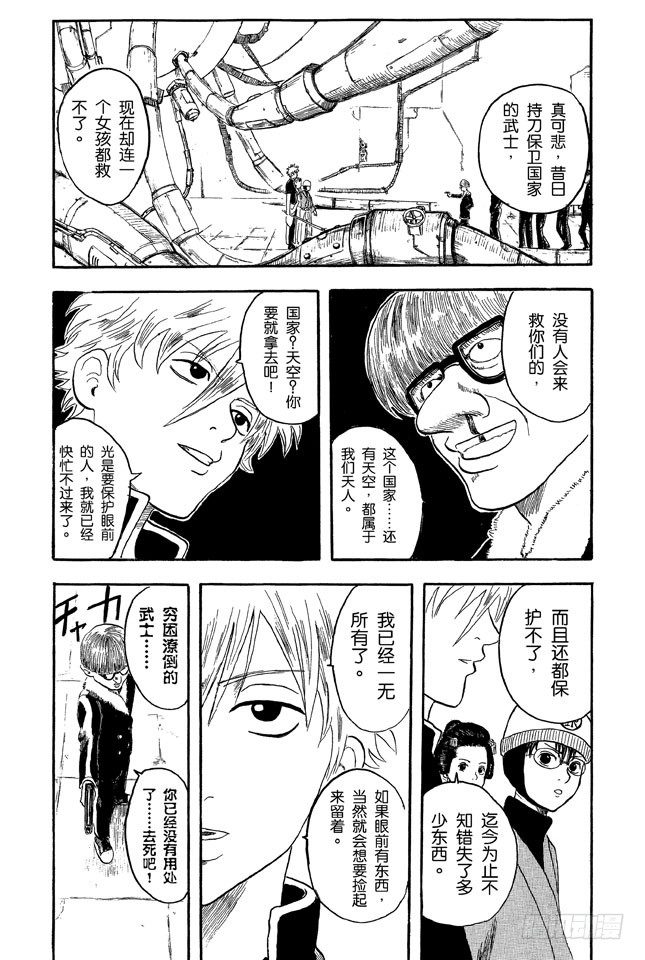 真可悲，昔日
持刀保卫国家
的武士，
现在却连一
个女孩都救
不了。
没有人会来
救你们的，
这个国家……还
有天空，都属于
我们天人。
国家？天空？你
要就拿去吧！
光是要保护眼前
的人，我就已经
快忙不过来了。
而且还都保
护不了，
迄今为止不
知错失了多
少东西。
我已经一无
所有了。
如果眼前有东西，
当然就会想要捡起
来留着。
穷困潦倒的
武士……
チャカ
你已经没有用处
了……去死吧！